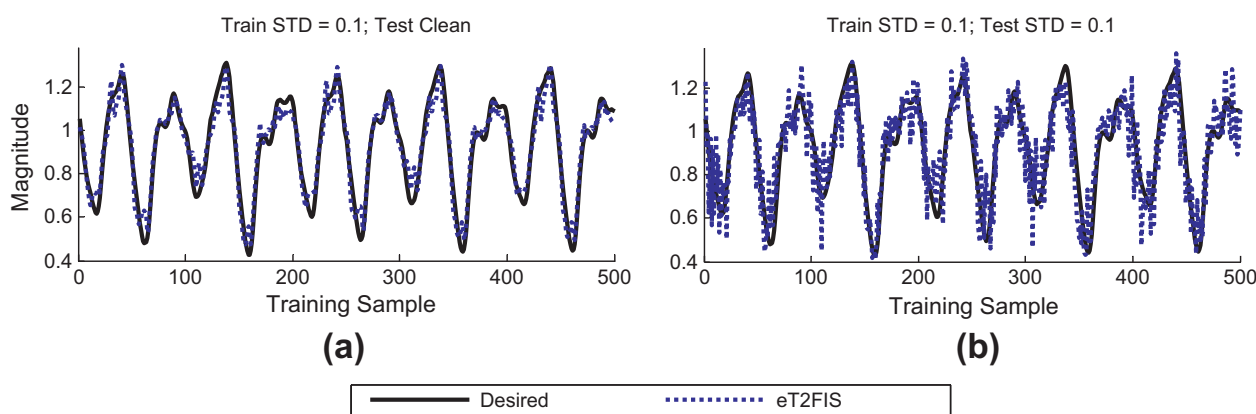 Train STD = 0.1; Test Clean
Magnitude
1.2
1
0.8
0.6
0.4
0 100 200 300 400 500
Training Sample
(a)
Train STD = 0.1; Test STD = 0.1
1.2
1
0.8
0.6
0.4
0 100 200 300 400 500
Training Sample
(b)
Desired eT2FIS